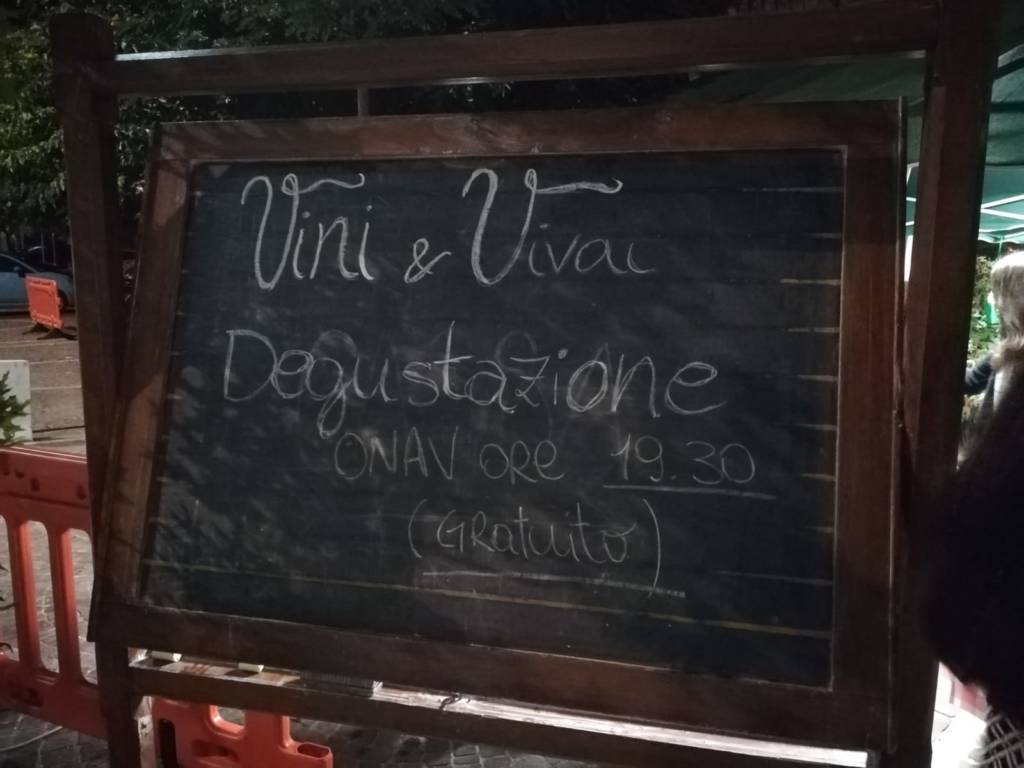 Vini & Vivai
Degustazione
ONAV ORE 19.30
(GRatuito)